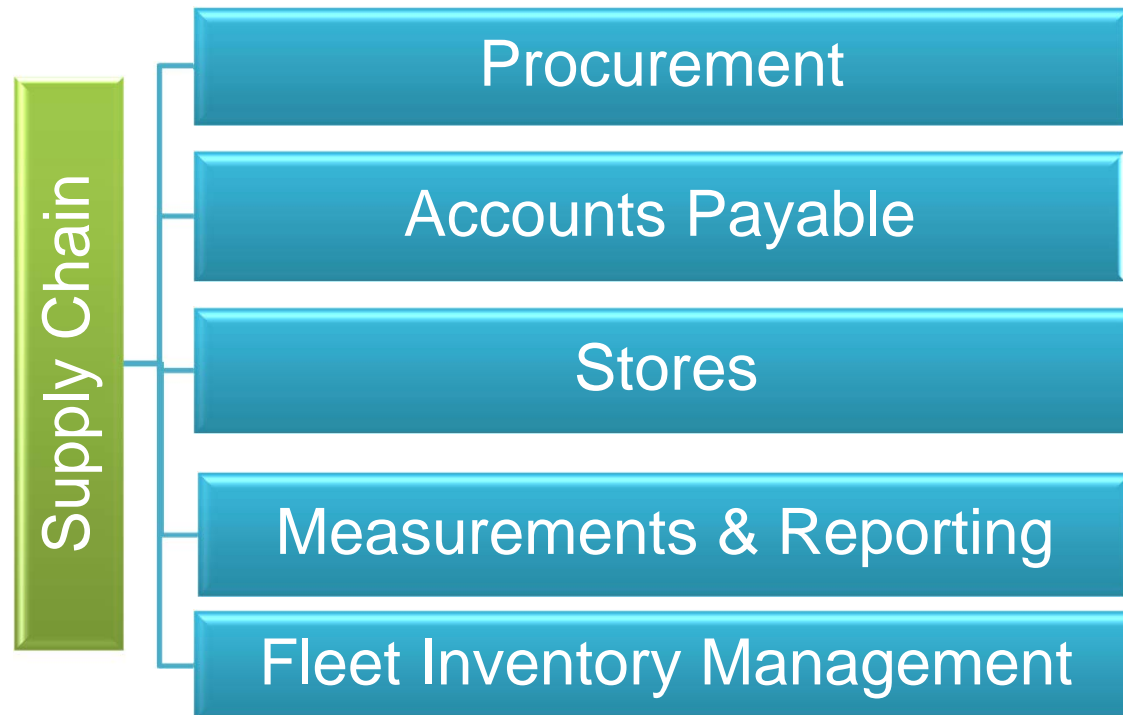 Supply Chain
Procurement
Accounts Payable
Stores
Measurements & Reporting
Fleet Inventory Management